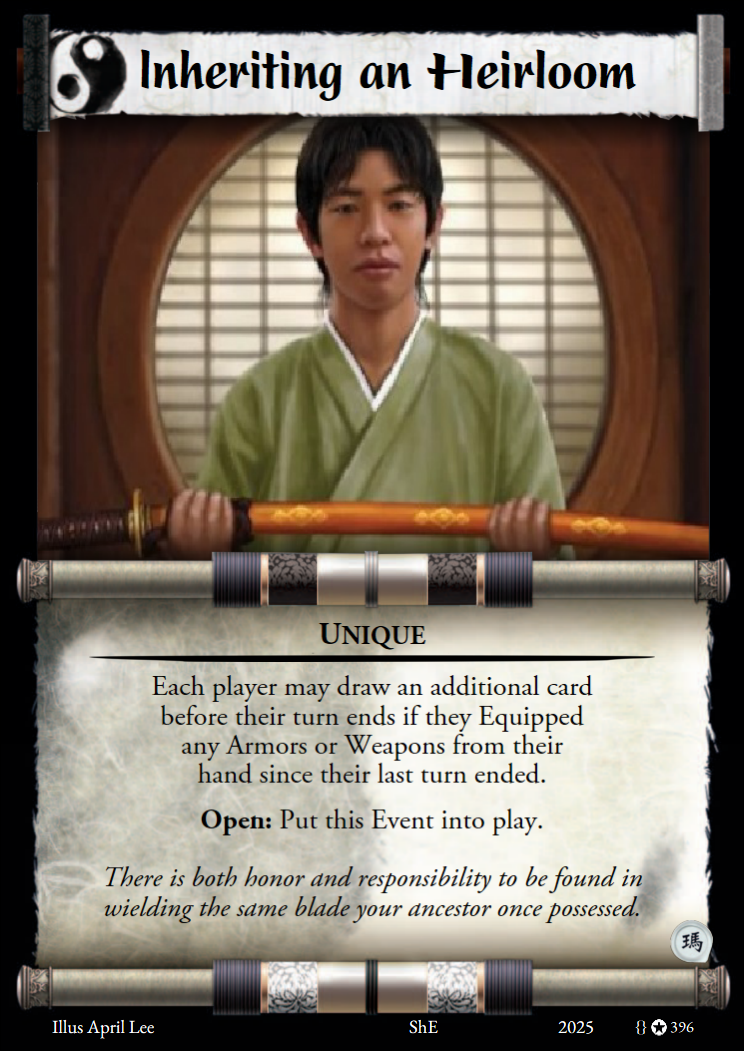 Inheriting an Heirloom
UNIQUE
Each player may draw an additional card
before their turn ends if they Equipped
any Armors or Weapons from their
hand since their last turn ended.
Open: Put this Event into play.
There is both honor and responsibility to be found in
wielding the same blade your ancestor once possessed.
瑪
Illus April Lee ShE 2025 {} 396